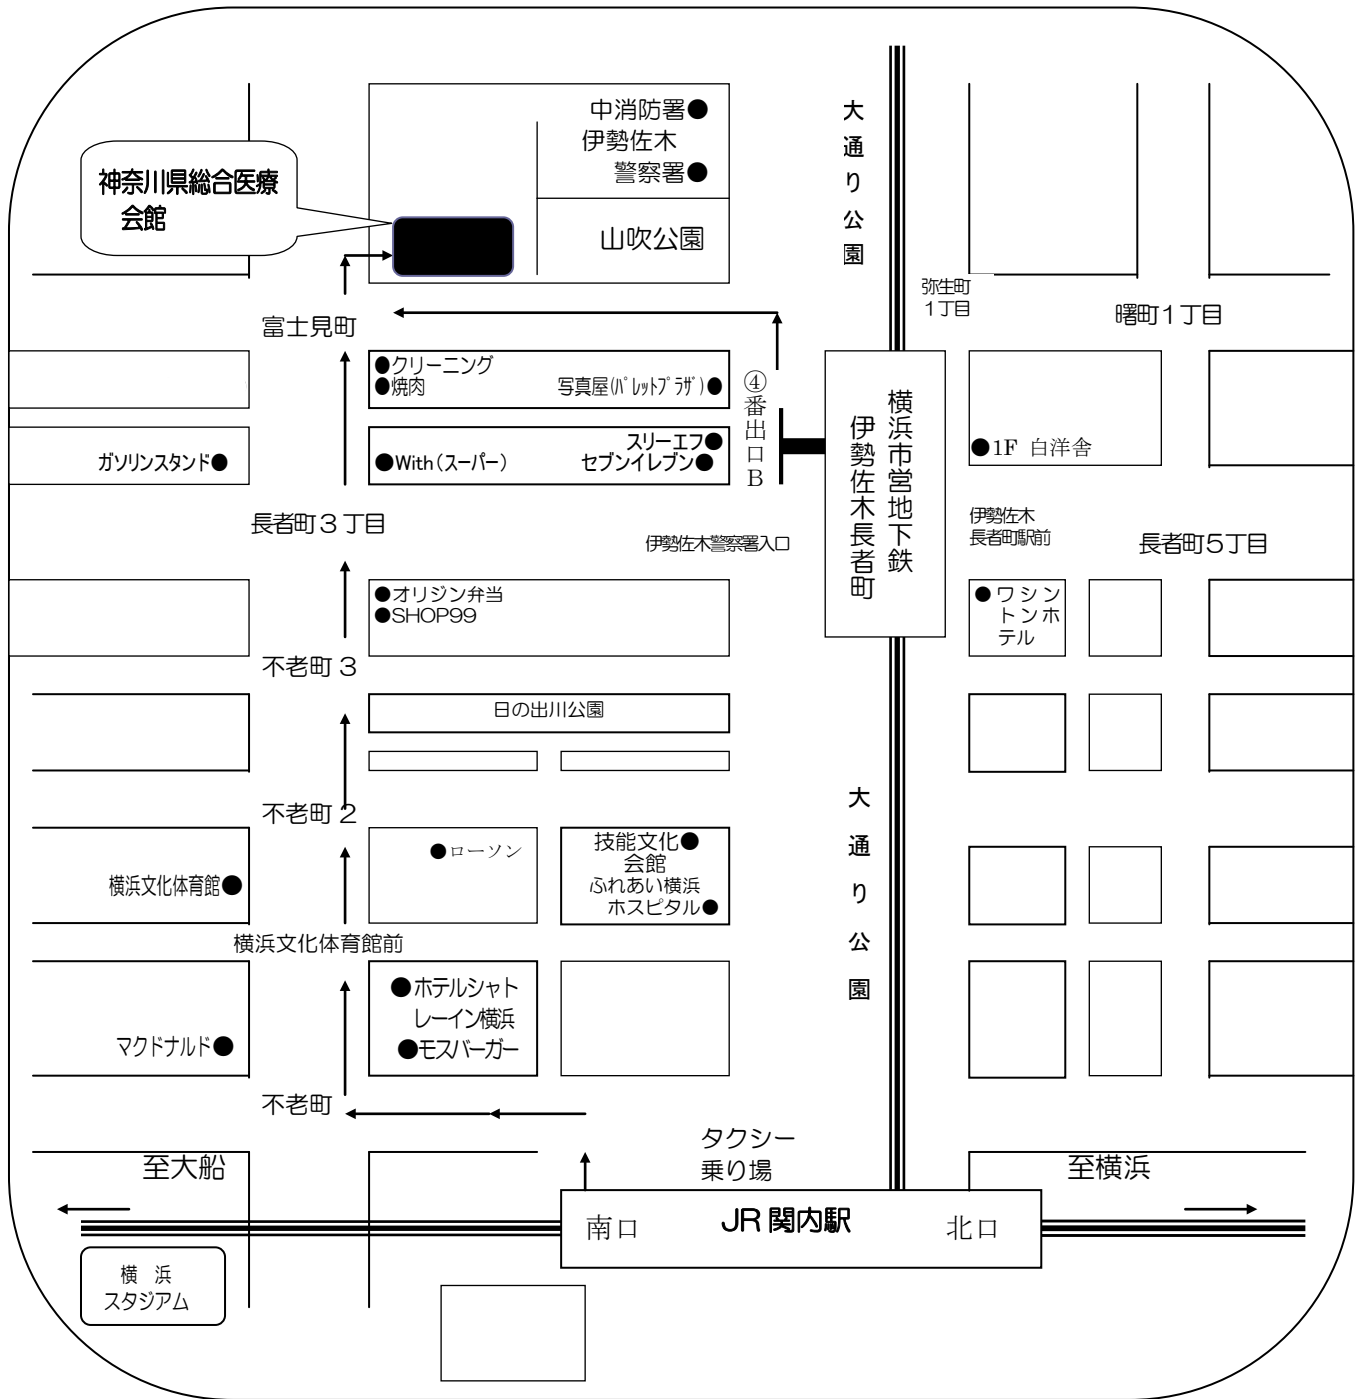 中消防署●
伊勢佐木
警察署●
神奈川県総合医療
会館
山吹公園
大通り公園
弥生町
1丁目
曙町1丁目
富士見町
●クリーニング
●焼肉
写真屋(ﾊﾟﾚｯﾄﾌﾟﾗｻﾞ)●
④番出口B
横浜市営地下鉄
伊勢佐木長者町
ガソリンスタンド●
●With(スーパー)
スリーエフ●
セブンイレブン●
●1F 白洋舎
長者町3丁目
伊勢佐木警察署入口
伊勢佐木
長者町駅前
長者町5丁目
●オリジン弁当
●SHOP99
●ワシン
トンホ
テル
不老町3
日の出川公園
不老町2
大通り公園
●ローソン
技能文化●
会館
ふれあい横浜
ホスピタル●
横浜文化体育館●
横浜文化体育館前
●ホテルシャト
レーイン横浜
●モスバーガー
マクドナルド●
不老町
タクシー
乗り場
至大船
至横浜
南口
JR関内駅
北口
横 浜
スタジアム